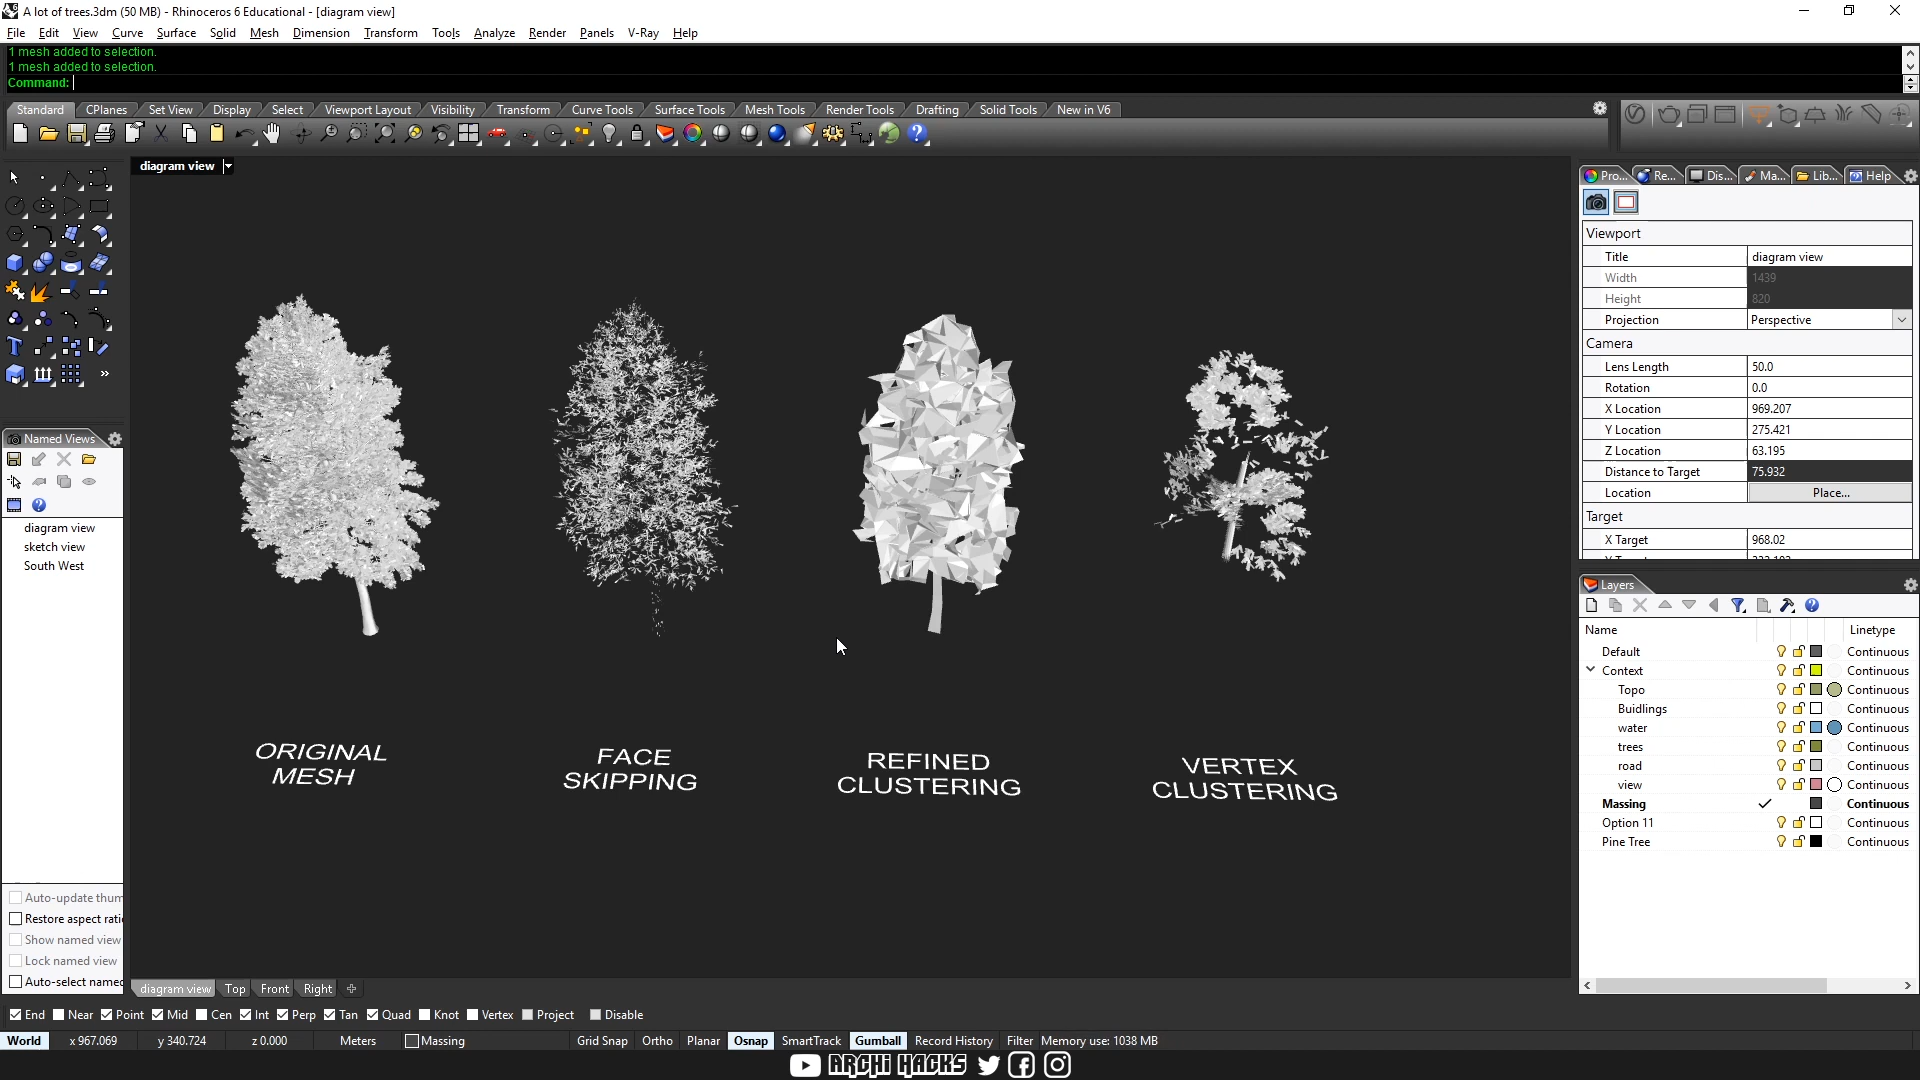 A lot of trees.3dm (50 MB) - Rhinoceros 6 Educational - [diagram view]
File Edit View Curve Surface Solid Mesh Dimension Transform Tools Analyze Render Panels V-Ray Help
1 mesh added to selection.
1 mesh added to selection.
Command:
Standard CPlanes Set View Display Select Viewport Layout Visibility Transform Curve Tools Surface Tools Mesh Tools Render Tools Drafting Solid Tools New in V6
diagram view
Pro... Re... Dis... Ma... Lib... Help
Viewport
Title diagram view
Width 1439
Height 820
Projection Perspective
Camera
Lens Length 50.0
Rotation 0.0
X Location 969.207
Y Location 275.421
Z Location 63.195
Distance to Target 75.932
Location Place...
Target
X Target 968.02
Named Views
diagram view
sketch view
South West
Auto-update thum
Restore aspect rati
Show named view
Lock named view
Auto-select named
ORIGINAL
MESH
FACE
SKIPPING
REFINED
CLUSTERING
VERTEX
CLUSTERING
Layers
Name Linetype
Default Continuous
Context Continuous
Topo Continuous
Buidlings Continuous
water Continuous
trees Continuous
road Continuous
view Continuous
Massing Continuous
Option 11 Continuous
Pine Tree Continuous
diagram view Top Front Right
End Near Point Mid Cen Int Perp Tan Quad Knot Vertex Project Disable
World x 967.069 y 340.724 z 0.000 Meters Massing Grid Snap Ortho Planar Osnap SmartTrack Gumball Record History Filter Memory use: 1038 MB
ARCHI HACKS